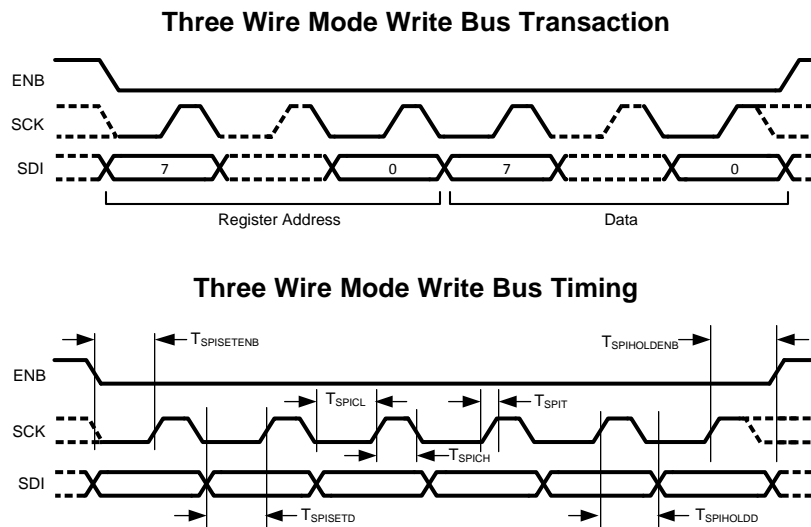 Three Wire Mode Write Bus Transaction
ENB
SCK
SDI
7
0
7
0
Register Address
Data
Three Wire Mode Write Bus Timing
TSPISETENB
TSPIHOLDENB
ENB
TSPICL
TSPIT
SCK
TSPICH
SDI
TSPISETD
TSPIHOLDD